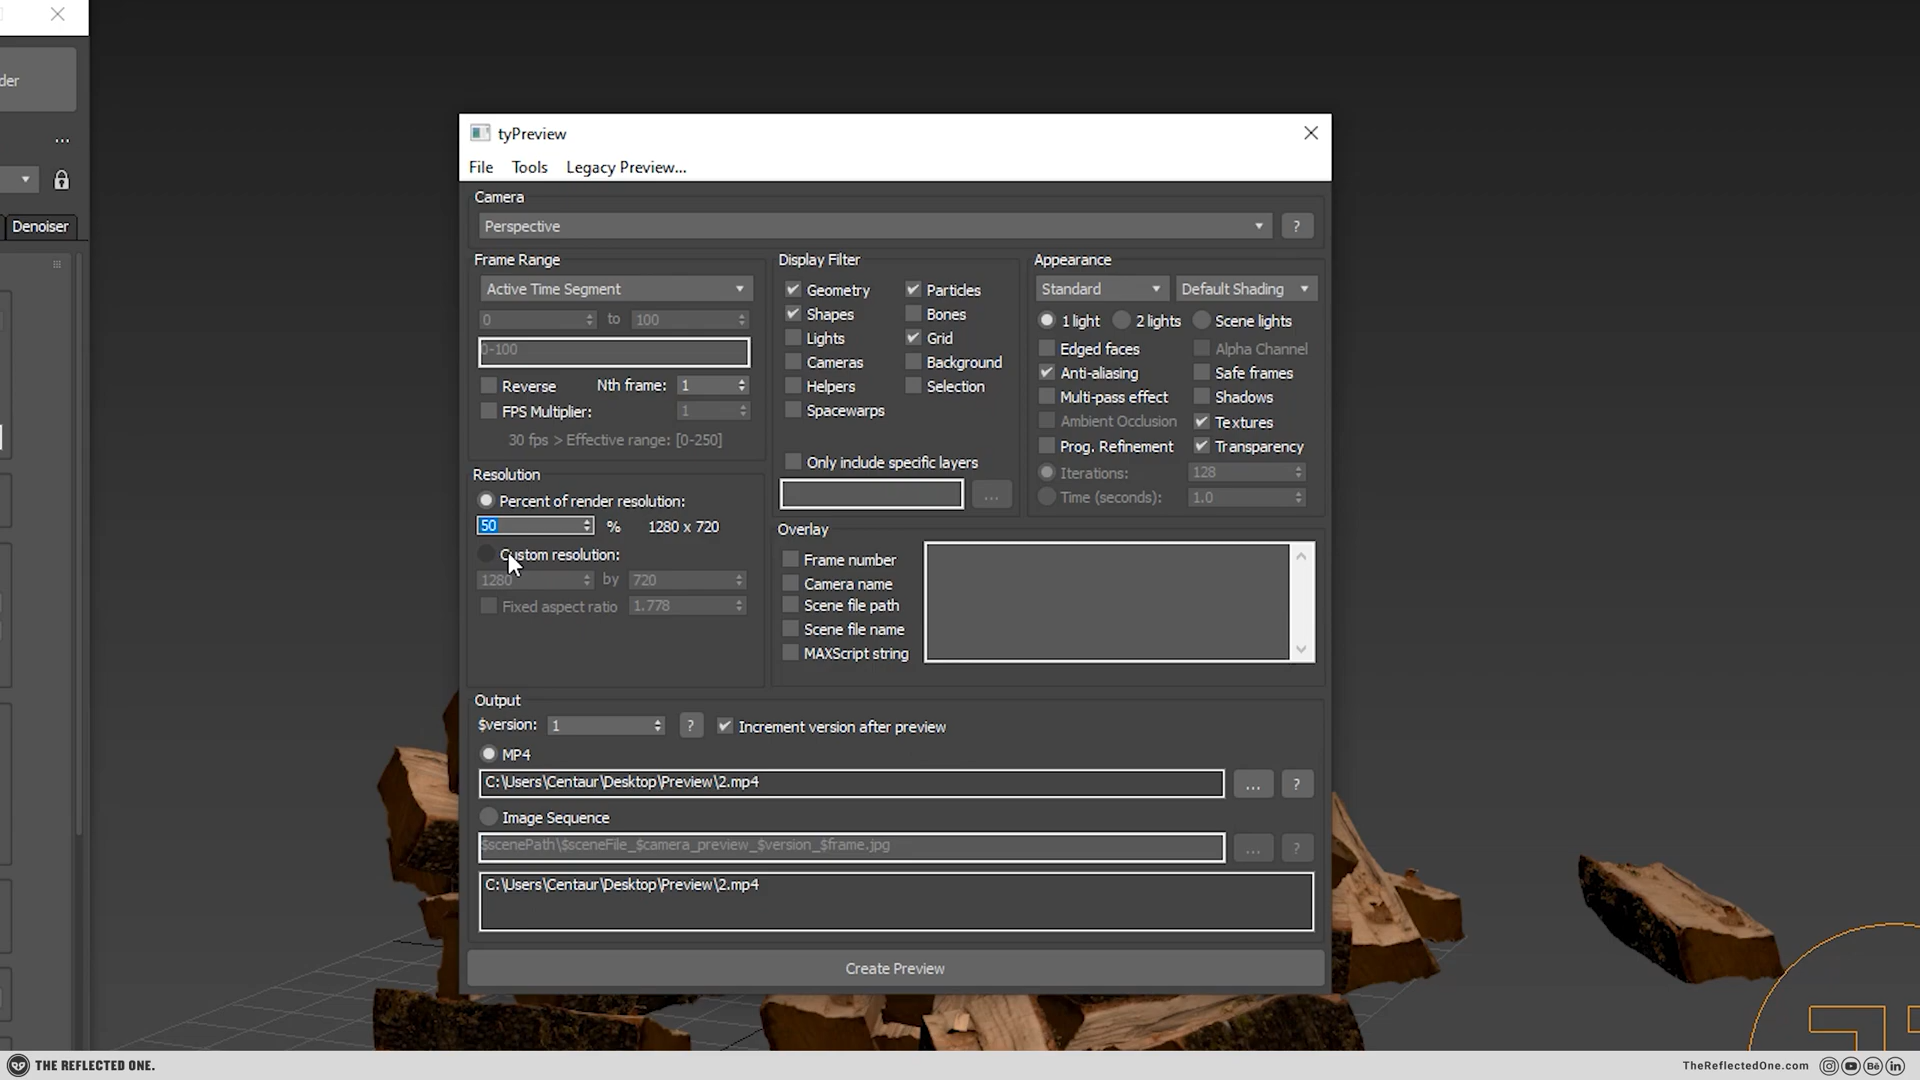 der
...
Denoiser
tyPreview
File Tools Legacy Preview...
Camera
Perspective ?
Frame Range
Active Time Segment
0 to 100
0-100
Reverse Nth frame: 1
FPS Multiplier: 1
30 fps > Effective range: [0-250]
Resolution
Percent of render resolution:
50 % 1280 x 720
Custom resolution:
1280 by 720
Fixed aspect ratio 1.778
Display Filter
Geometry Particles
Shapes Bones
Lights Grid
Cameras Background
Helpers Selection
Spacewarps
Only include specific layers
...
Appearance
Standard Default Shading
1 light 2 lights Scene lights
Edged faces Alpha Channel
Anti-aliasing Safe frames
Multi-pass effect Shadows
Ambient Occlusion Textures
Prog. Refinement Transparency
Iterations: 128
Time (seconds): 1.0
Overlay
Frame number
Camera name
Scene file path
Scene file name
MAXScript string
Output
$version: 1 ? Increment version after preview
MP4
C:\Users\Centaur\Desktop\Preview\2.mp4 ... ?
Image Sequence
$scenePath\$sceneFile_$camera_preview_$version_$frame.jpg ... ?
C:\Users\Centaur\Desktop\Preview\2.mp4
Create Preview
THE REFLECTED ONE. TheReflectedOne.com